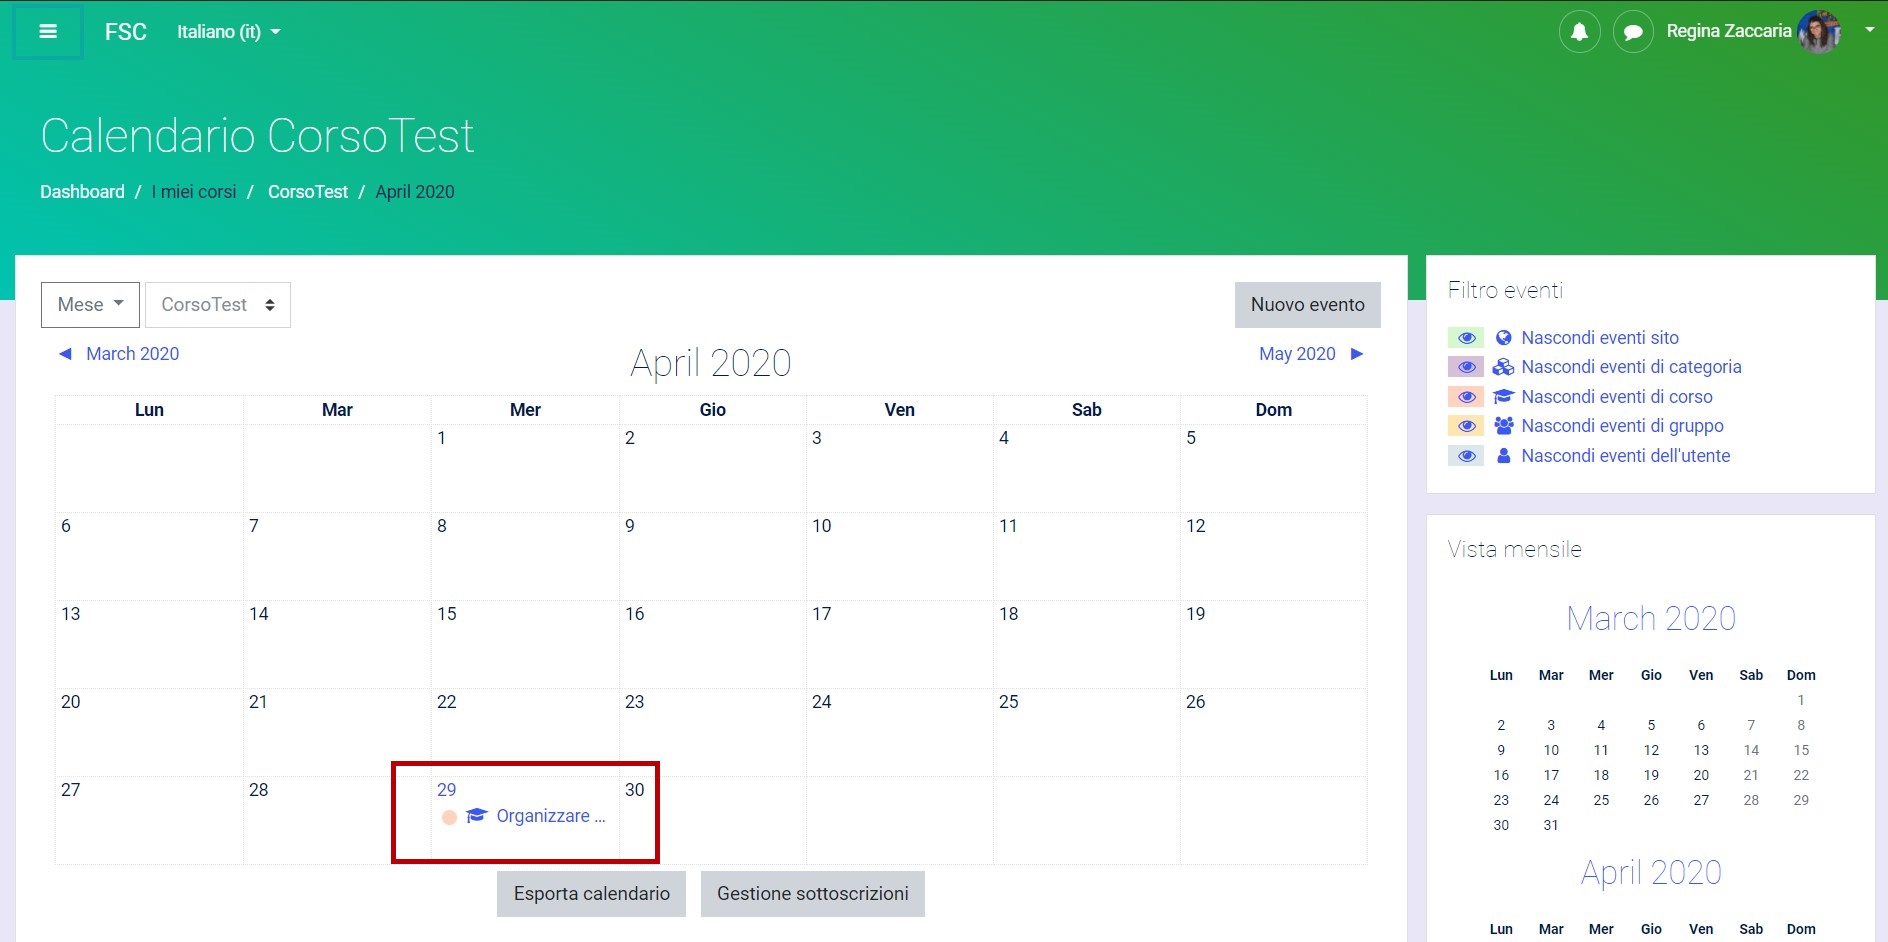 FSC Italiano (it) Regina Zaccaria
Calendario CorsoTest
Dashboard / I miei corsi / CorsoTest / April 2020
Mese CorsoTest Nuovo evento
◄ March 2020 April 2020 May 2020 ►
Lun Mar Mer Gio Ven Sab Dom
1 2 3 4 5
6 7 8 9 10 11 12
13 14 15 16 17 18 19
20 21 22 23 24 25 26
27 28 29 30
Organizzare ...
Esporta calendario Gestione sottoscrizioni
Filtro eventi
Nascondi eventi sito
Nascondi eventi di categoria
Nascondi eventi di corso
Nascondi eventi di gruppo
Nascondi eventi dell'utente
Vista mensile
March 2020
Lun Mar Mer Gio Ven Sab Dom
1
2 3 4 5 6 7 8
9 10 11 12 13 14 15
16 17 18 19 20 21 22
23 24 25 26 27 28 29
30 31
April 2020
Lun Mar Mer Gio Ven Sab Dom